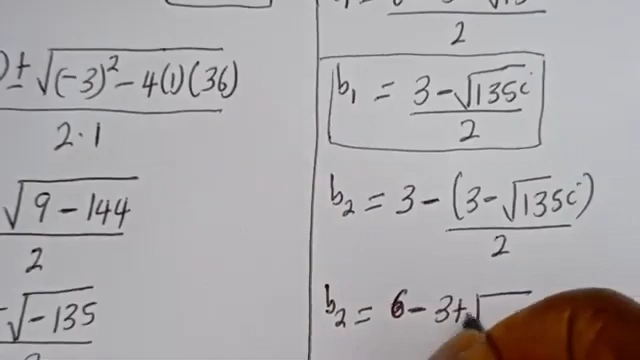 ± √(-3)² - 4(1)(36)
2·1
√9 - 144
2
-√-135
2
b₁ = 3 - √135i
2
b₂ = 3 - (3 - √135i)
2
b₂ = 6 - 3 + √